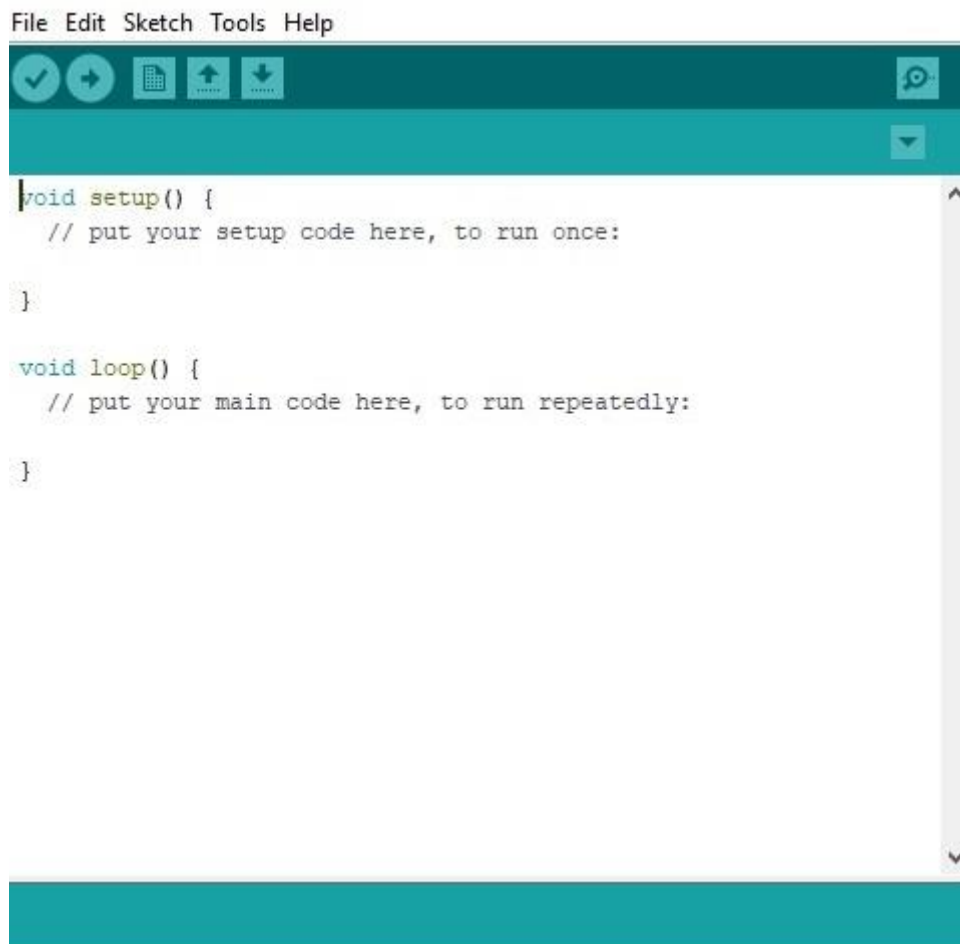 File Edit Sketch Tools Help
void setup() {
  // put your setup code here, to run once:
}
void loop() {
  // put your main code here, to run repeatedly:
}